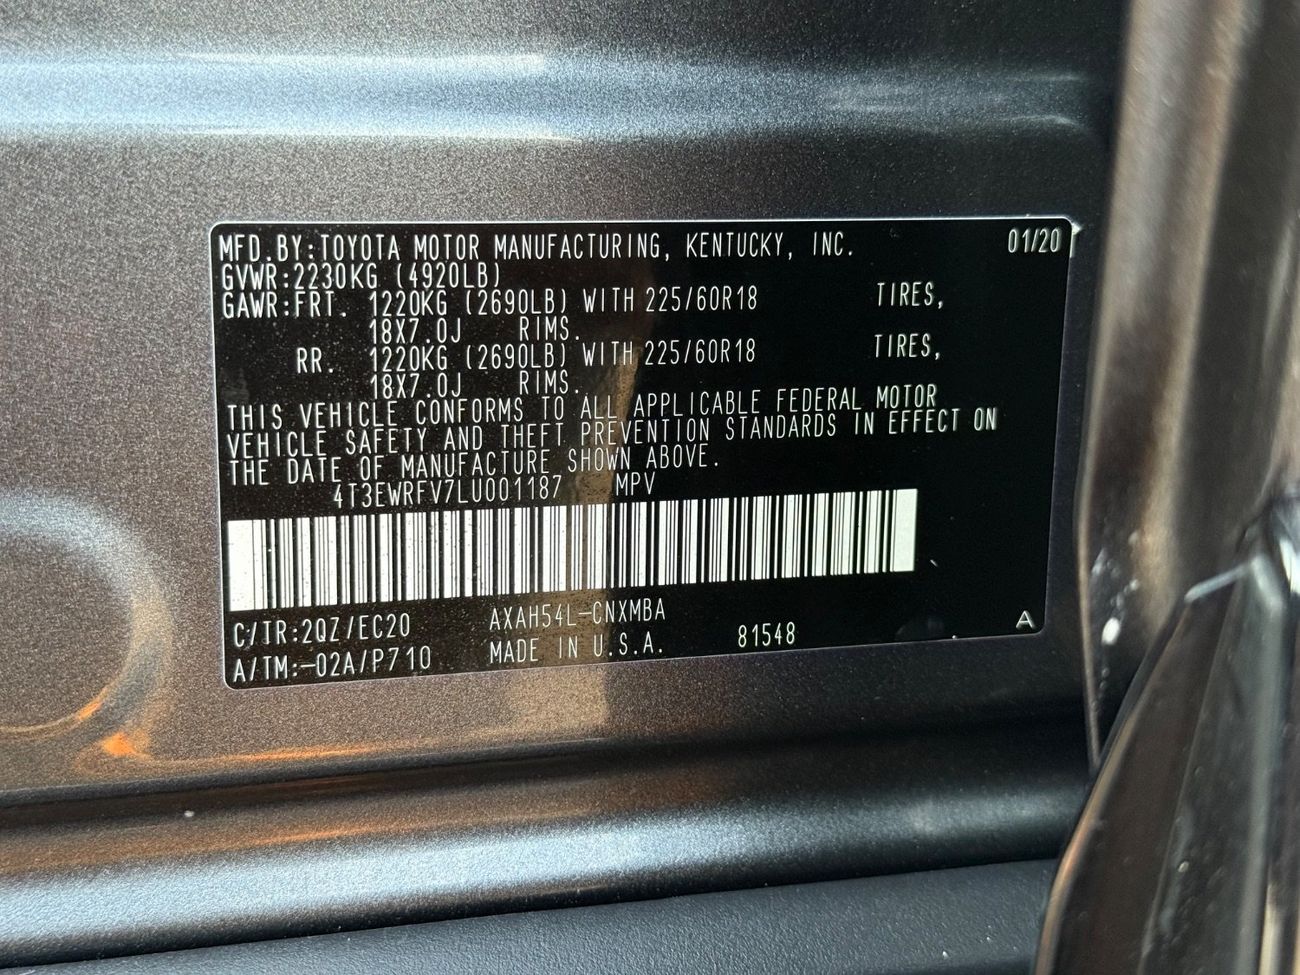 MFD.BY:TOYOTA MOTOR MANUFACTURING, KENTUCKY, INC. 01/20
GVWR:2230KG (4920LB)
GAWR:FRT. 1220KG (2690LB) WITH 225/60R18 TIRES,
18X7.0J RIMS.
RR. 1220KG (2690LB) WITH 225/60R18 TIRES,
18X7.0J RIMS.
THIS VEHICLE CONFORMS TO ALL APPLICABLE FEDERAL MOTOR
VEHICLE SAFETY AND THEFT PREVENTION STANDARDS IN EFFECT ON
THE DATE OF MANUFACTURE SHOWN ABOVE.
4T3EWRFV7LU001187 MPV
C/TR:2QZ/EC20 AXAH54L-CNXMBA A
A/TM:-02A/P710 MADE IN U.S.A. 81548